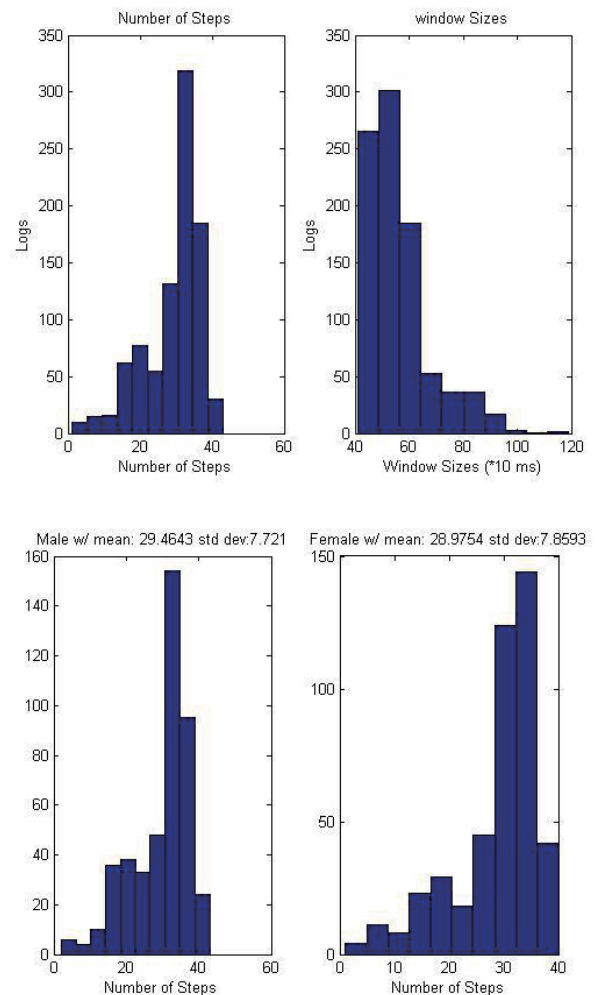 Number of Steps
350
300
250
200
150
100
50
0
Logs
0 20 40 60
Number of Steps
window Sizes
350
300
250
200
150
100
50
0
Logs
40 60 80 100 120
Window Sizes (*10 ms)
Male w/ mean: 29.4643 std dev:7.721
160
140
120
100
80
60
40
20
0
0 20 40 60
Number of Steps
Female w/ mean: 28.9754 std dev:7.8593
150
100
50
0
0 10 20 30 40
Number of Steps